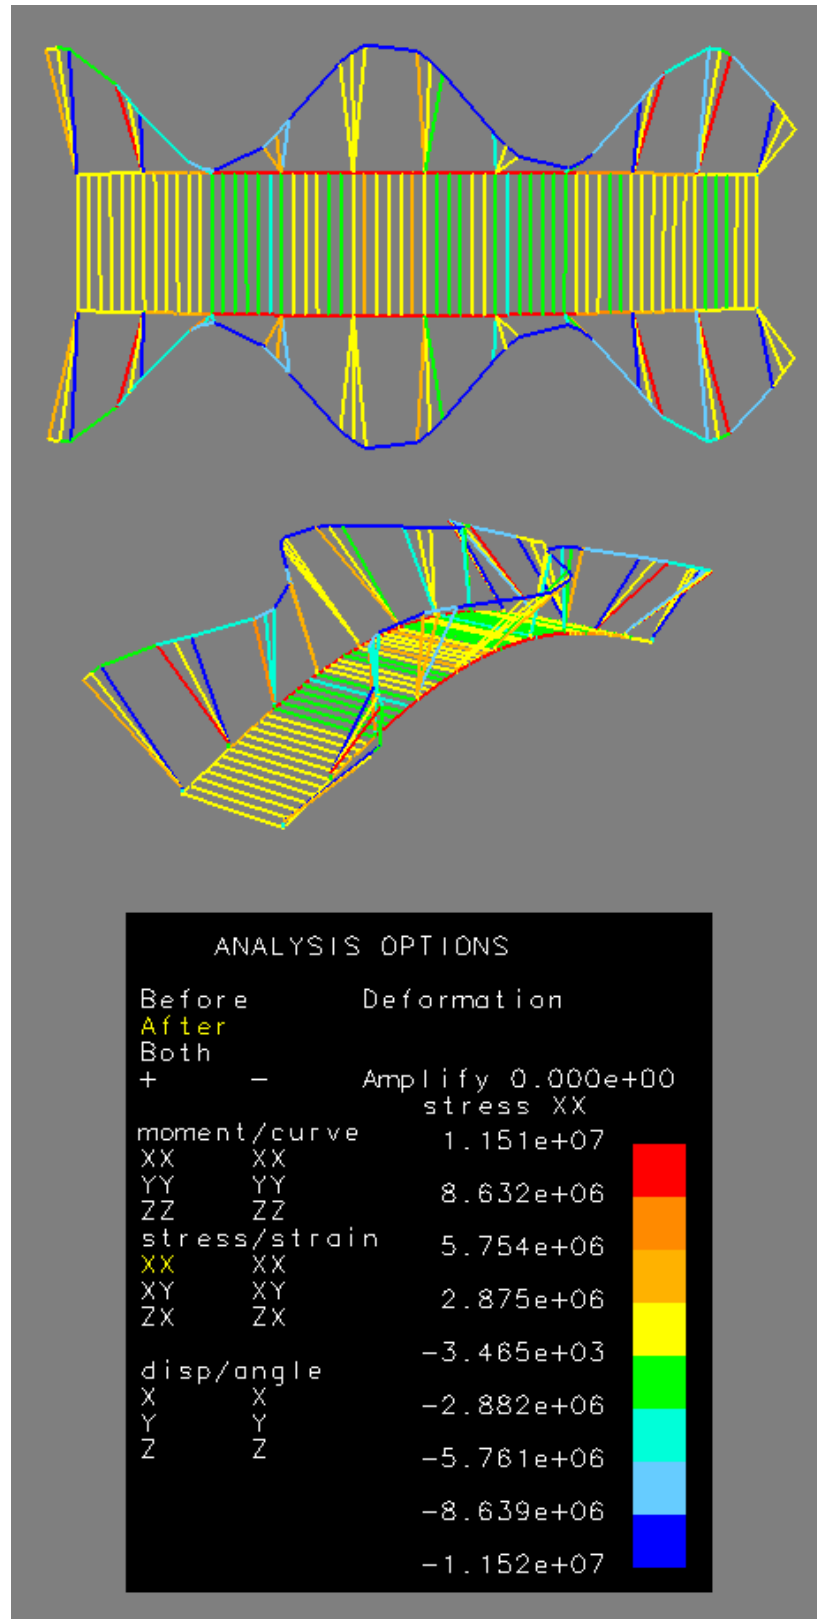 ANALYSIS OPTIONS
Before Deformation
After
Both
+ - Amplify 0.000e+00
stress XX
moment/curve 1.151e+07
XX XX
YY YY 8.632e+06
ZZ ZZ
stress/strain 5.754e+06
XX XX
XY XY 2.875e+06
ZX ZX
-3.465e+03
disp/angle
X X -2.882e+06
Y Y
Z Z -5.761e+06
-8.639e+06
-1.152e+07